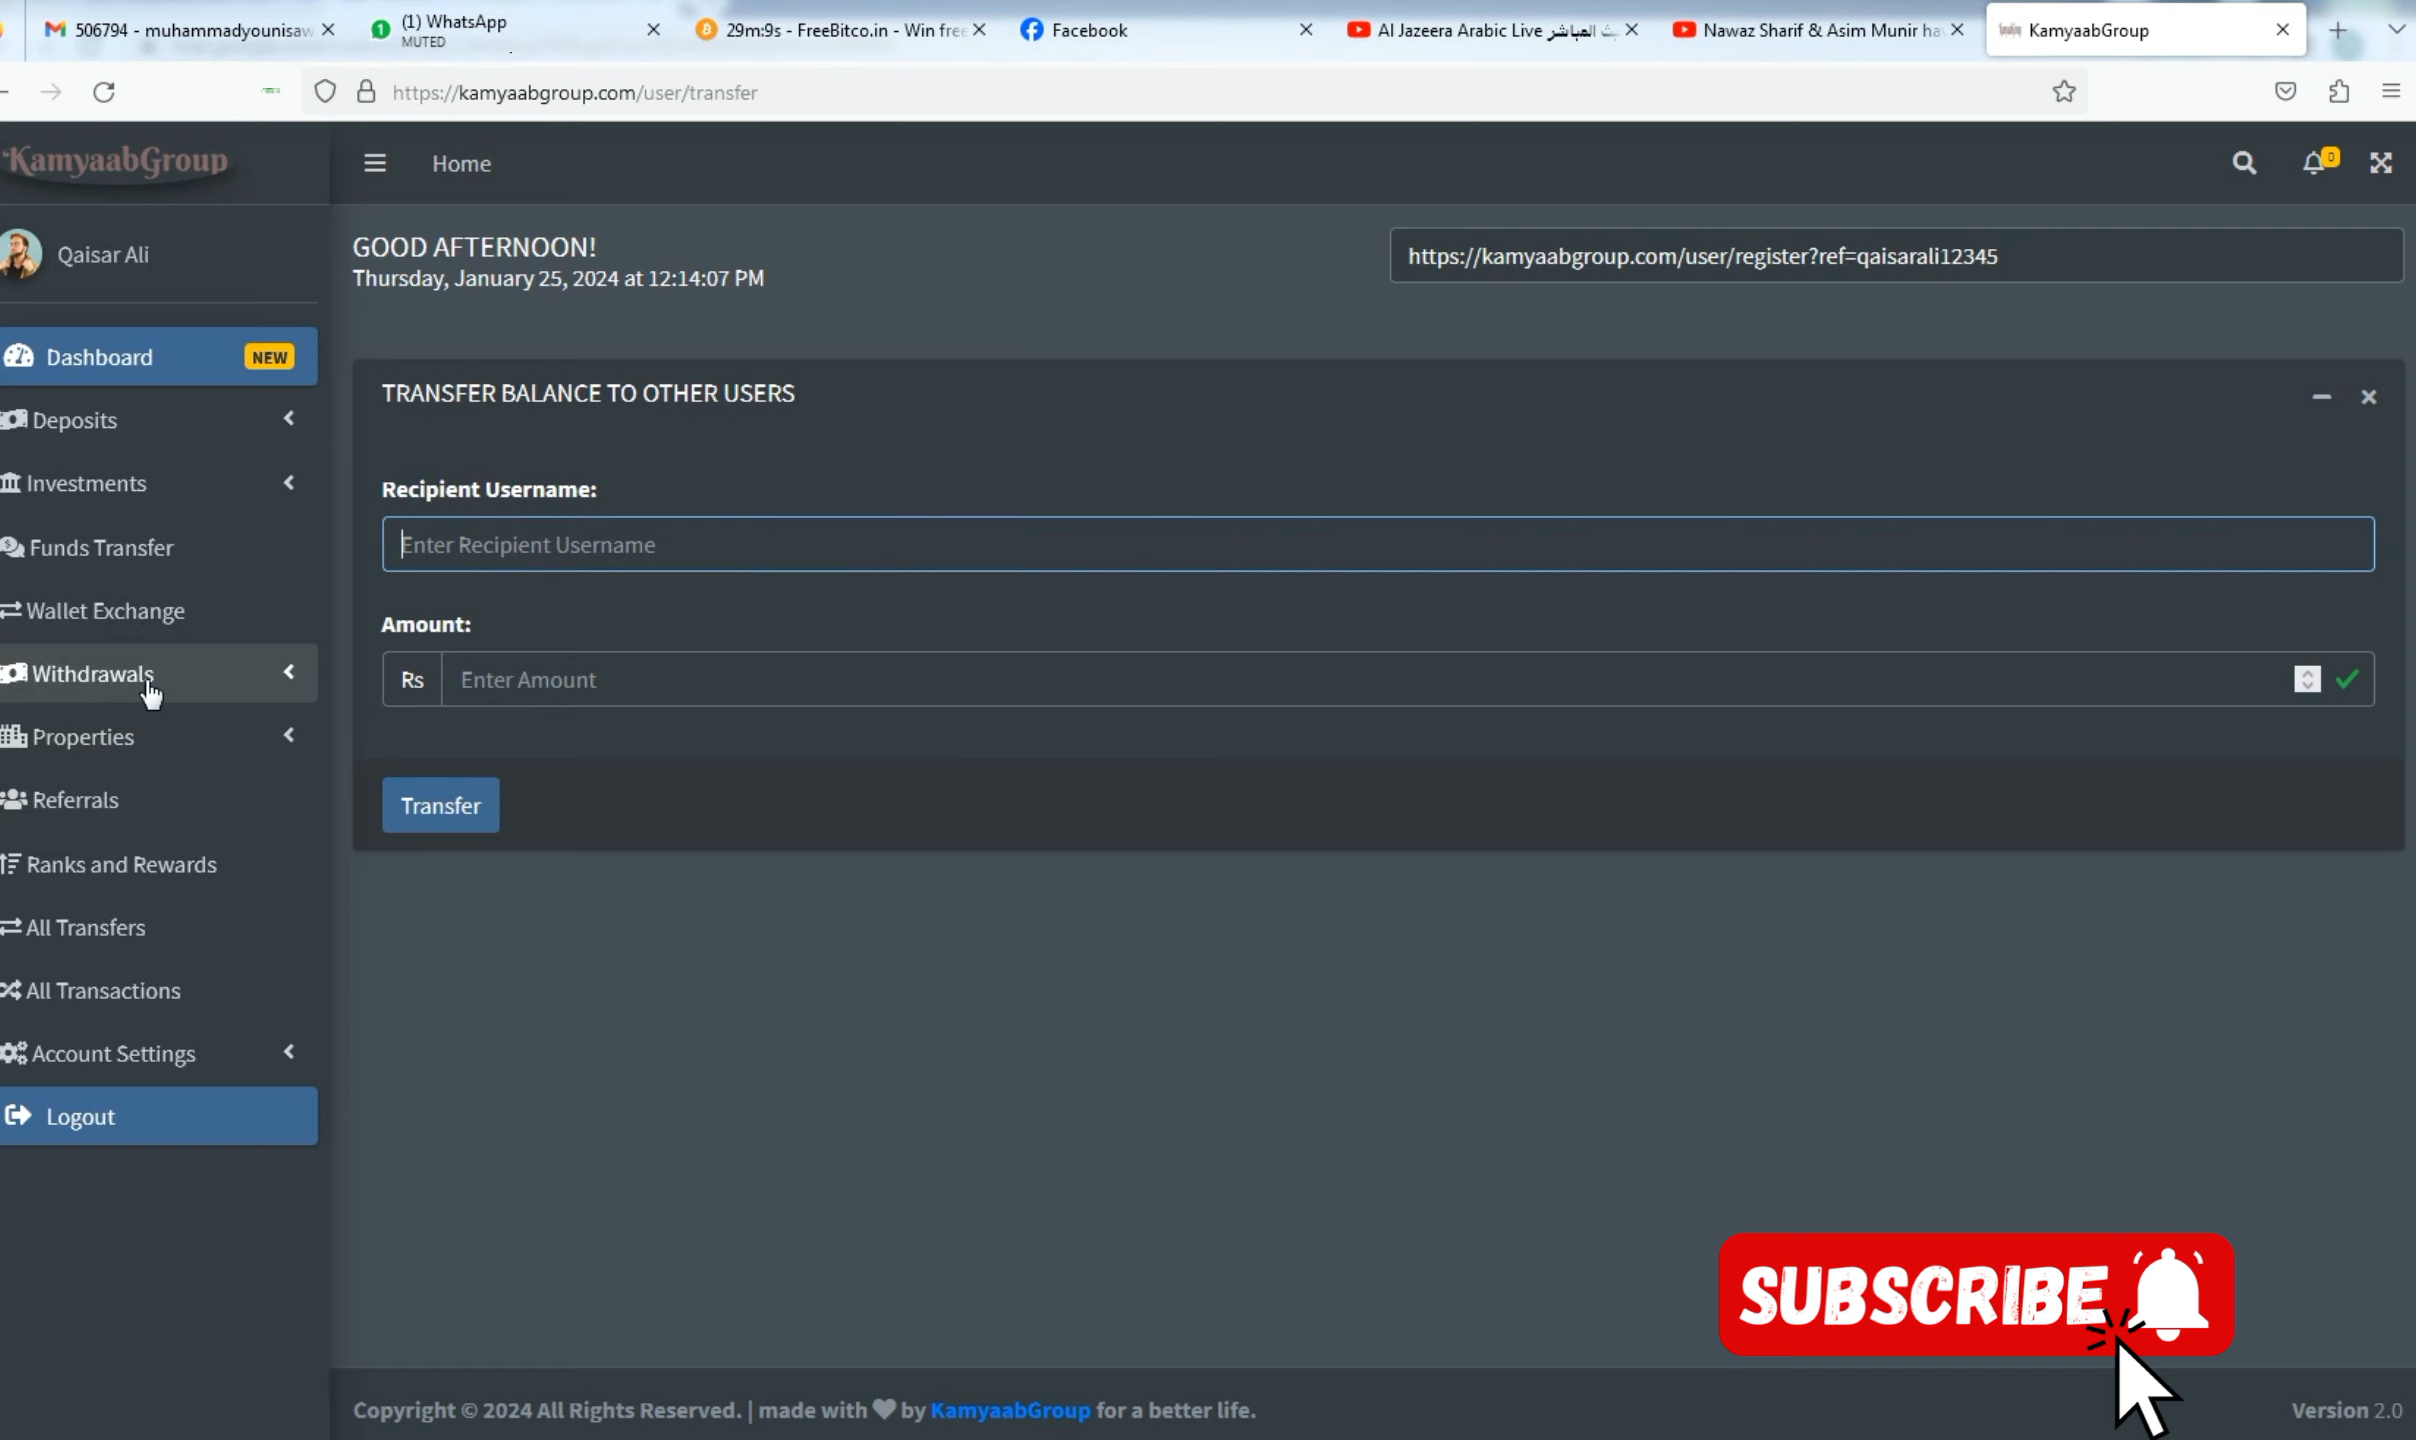 506794 - muhammadyounisaw
(1) WhatsApp
MUTED
29m:9s - FreeBitco.in - Win free
Facebook
Al Jazeera Arabic Live البث المباشر
Nawaz Sharif & Asim Munir ha
KamyaabGroup
https://kamyaabgroup.com/user/transfer
KamyaabGroup
Home
0
Qaisar Ali
GOOD AFTERNOON!
Thursday, January 25, 2024 at 12:14:07 PM
https://kamyaabgroup.com/user/register?ref=qaisarali12345
Dashboard NEW
Deposits
Investments
Funds Transfer
Wallet Exchange
Withdrawals
Properties
Referrals
Ranks and Rewards
All Transfers
All Transactions
Account Settings
Logout
TRANSFER BALANCE TO OTHER USERS
Recipient Username:
Enter Recipient Username
Amount:
Rs Enter Amount
Transfer
SUBSCRIBE
Copyright © 2024 All Rights Reserved. | made with ♥ by KamyaabGroup for a better life.
Version 2.0